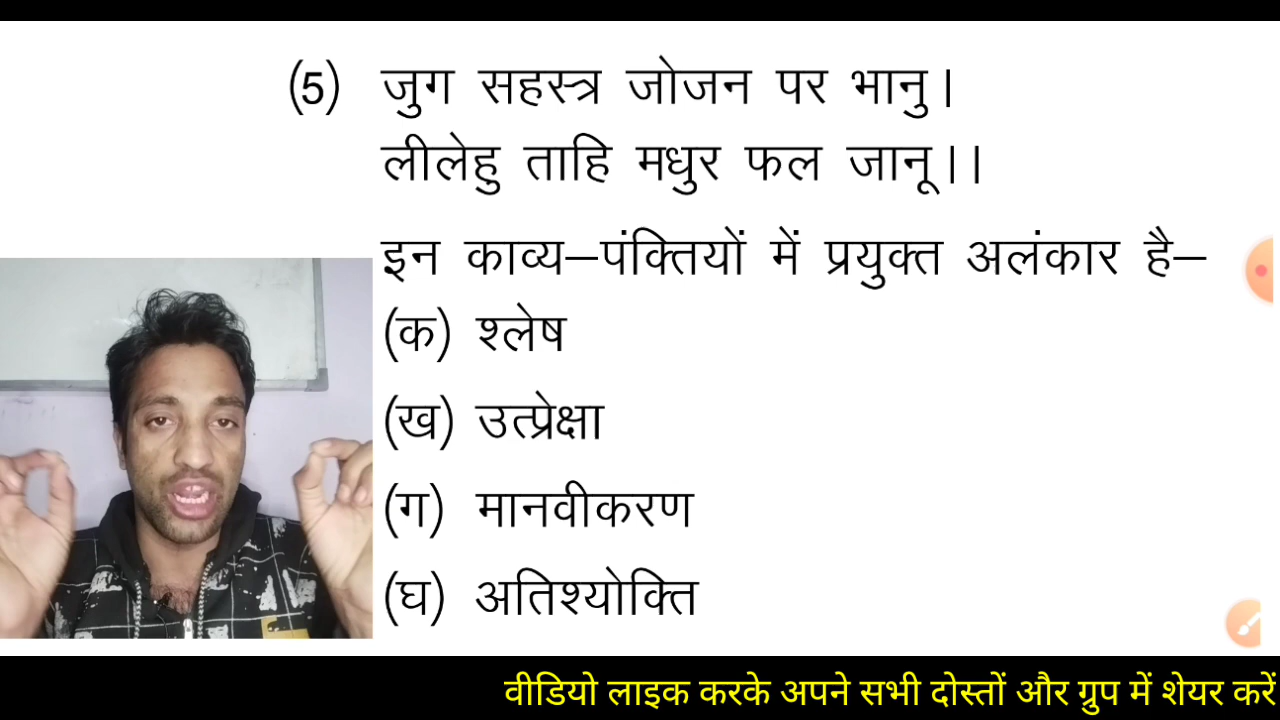 (5) जुग सहस्त्र जोजन पर भानु।
लीलेहु ताहि मधुर फल जानू।।
इन काव्य–पंक्तियों में प्रयुक्त अलंकार है–
(क) श्लेष
(ख) उत्प्रेक्षा
(ग) मानवीकरण
(घ) अतिश्योक्ति
वीडियो लाइक करके अपने सभी दोस्तों और ग्रुप में शेयर करें